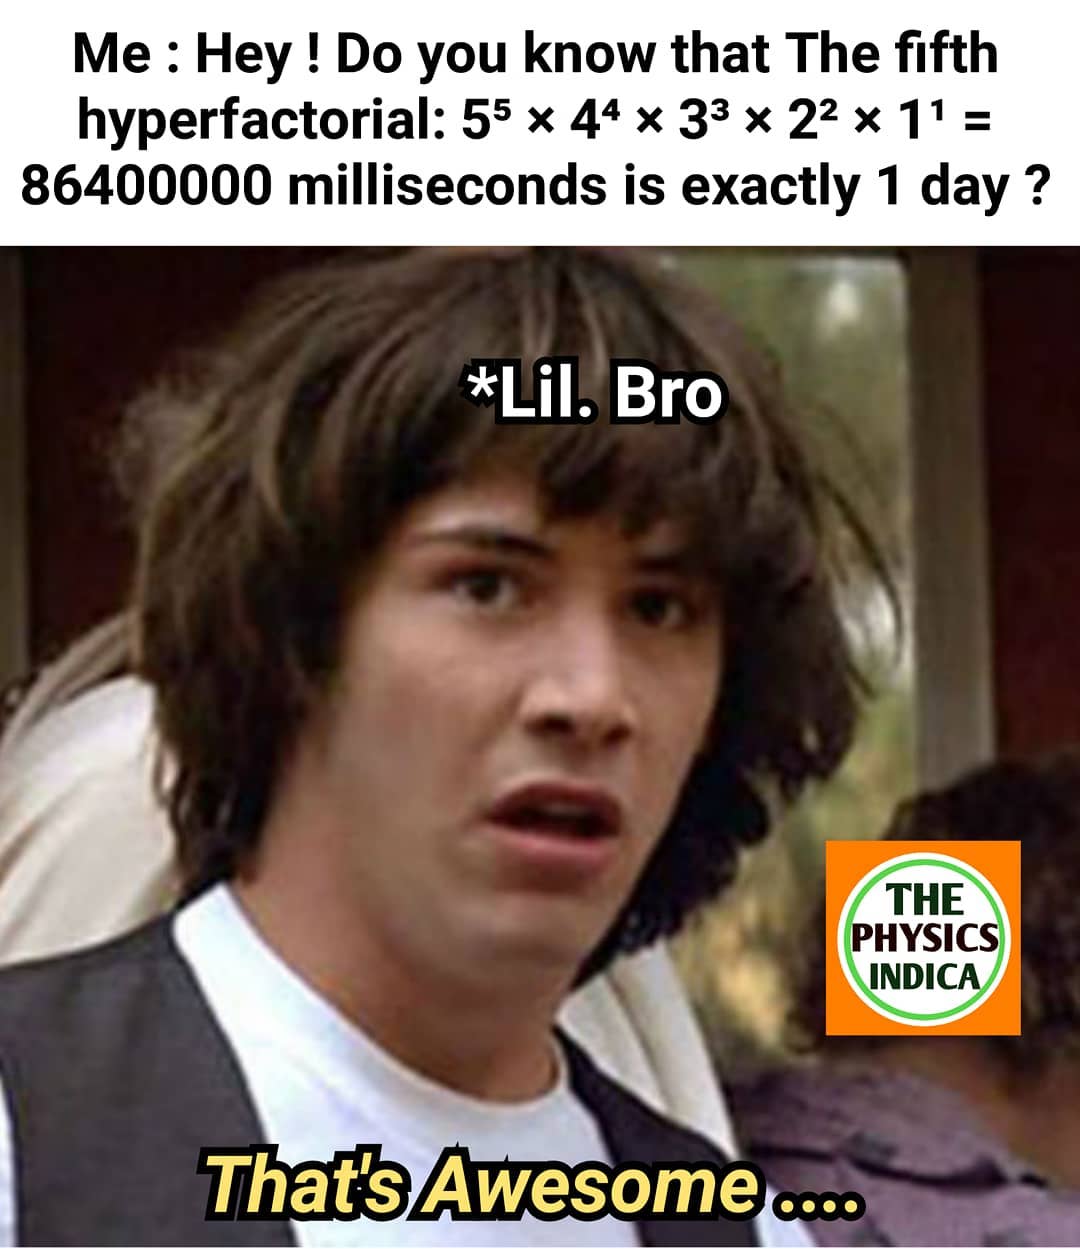 Me : Hey ! Do you know that The fifth
hyperfactorial: 5⁵ × 4⁴ × 3³ × 2² × 1¹ =
86400000 milliseconds is exactly 1 day ?
*Lil. Bro
THE
PHYSICS
INDICA
That's Awesome ....